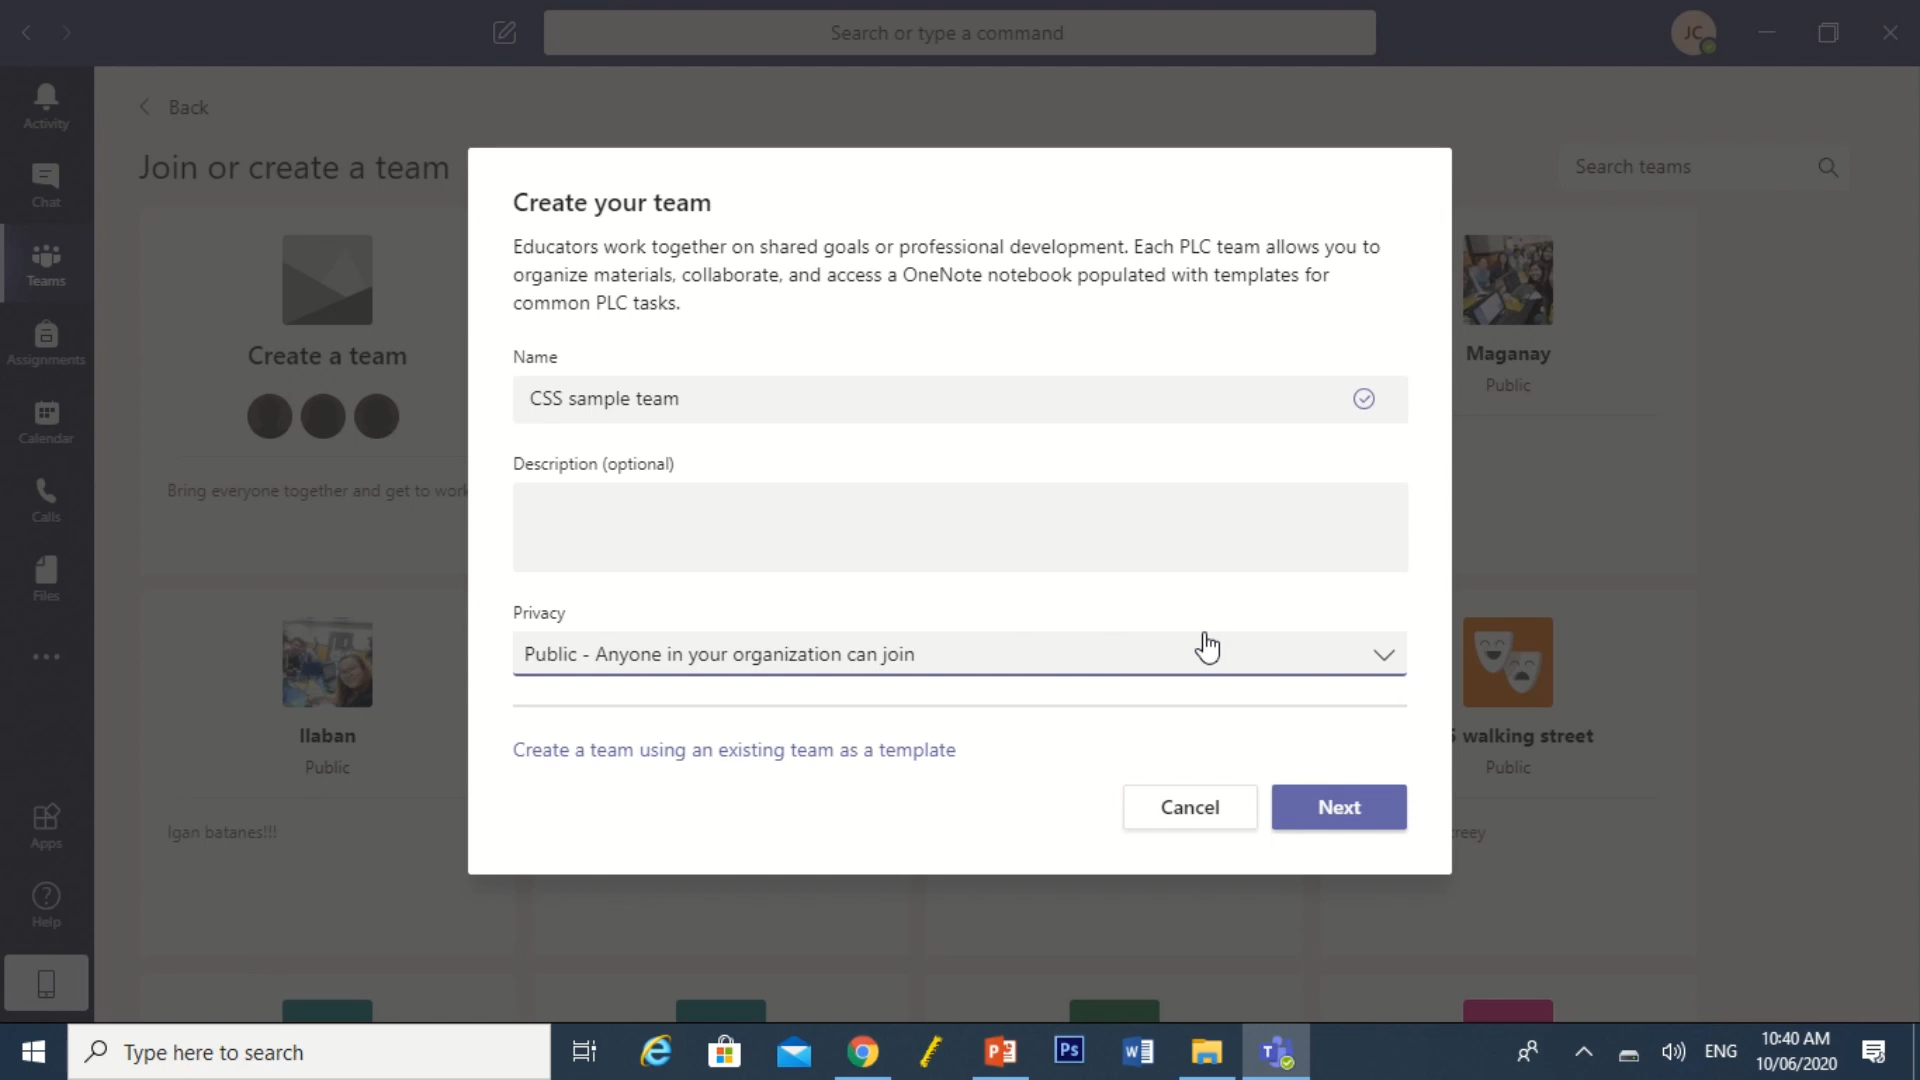 Search or type a command
JC
Activity
Chat
Teams
Assignments
Calendar
Calls
Files
Apps
Help
Back
Join or create a team
Search teams
Create a team
Bring everyone together and get to work
Maganay
Public
Ilaban
Public
Igan batanes!!!
walking street
Public
Create your team
Educators work together on shared goals or professional development. Each PLC team allows you to
organize materials, collaborate, and access a OneNote notebook populated with templates for
common PLC tasks.
Name
CSS sample team
Description (optional)
Privacy
Public - Anyone in your organization can join
Create a team using an existing team as a template
Cancel
Next
Type here to search
Ps
ENG
10:40 AM
10/06/2020